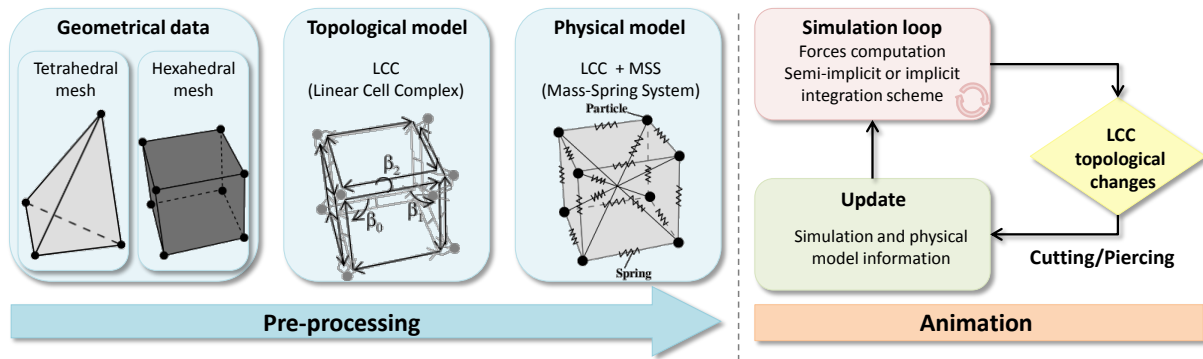 Geometrical data
Tetrahedral
mesh
Hexahedral
mesh
Topological model
LCC
(Linear Cell Complex)
β2
β0
β1
Physical model
LCC + MSS
(Mass-Spring System)
Particle
Spring
Pre-processing
Simulation loop
Forces computation
Semi-implicit or implicit
integration scheme
LCC
topological
changes
Update
Simulation and physical
model information
Cutting/Piercing
Animation